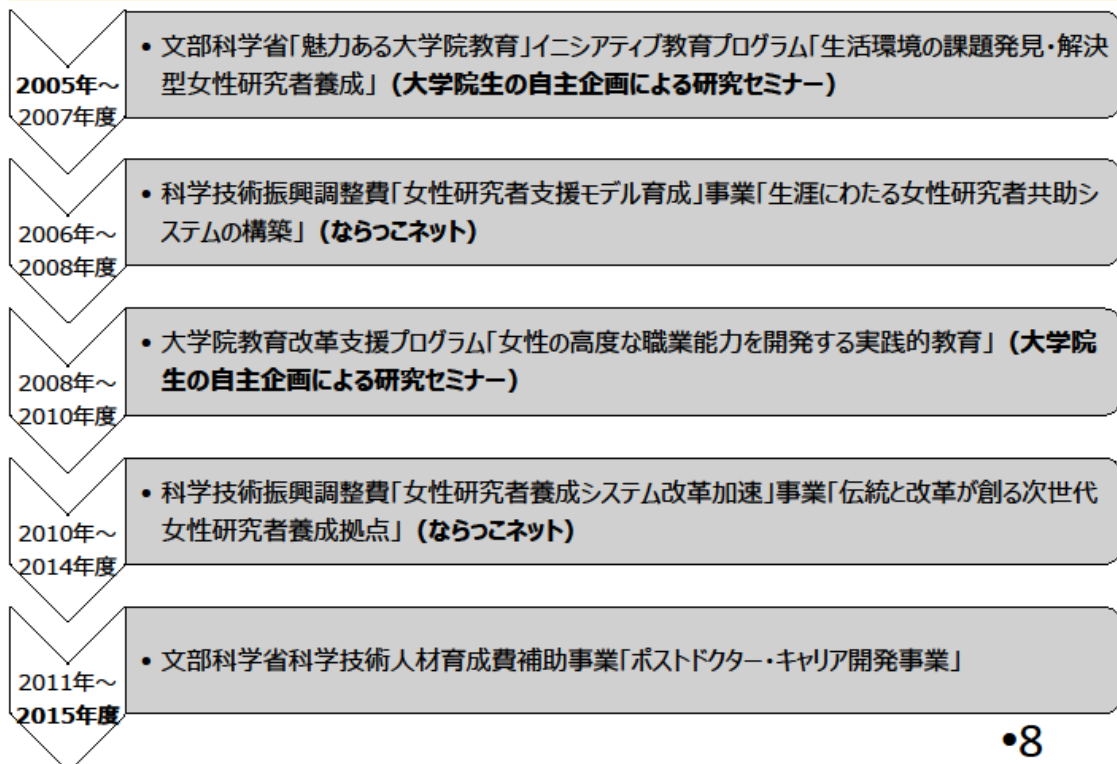 2005年～
2007年度
• 文部科学省「魅力ある大学院教育」イニシアティブ教育プログラム「生活環境の課題発見・解決
型女性研究者養成」（大学院生の自主企画による研究セミナー）
2006年～
2008年度
• 科学技術振興調整費「女性研究者支援モデル育成」事業「生涯にわたる女性研究者共助シ
ステムの構築」（ならっこネット）
2008年～
2010年度
• 大学院教育改革支援プログラム「女性の高度な職業能力を開発する実践的教育」（大学院
生の自主企画による研究セミナー）
2010年～
2014年度
• 科学技術振興調整費「女性研究者養成システム改革加速」事業「伝統と改革が創る次世代
女性研究者養成拠点」（ならっこネット）
2011年～
2015年度
• 文部科学省科学技術人材育成費補助事業「ポストドクター・キャリア開発事業」
•8